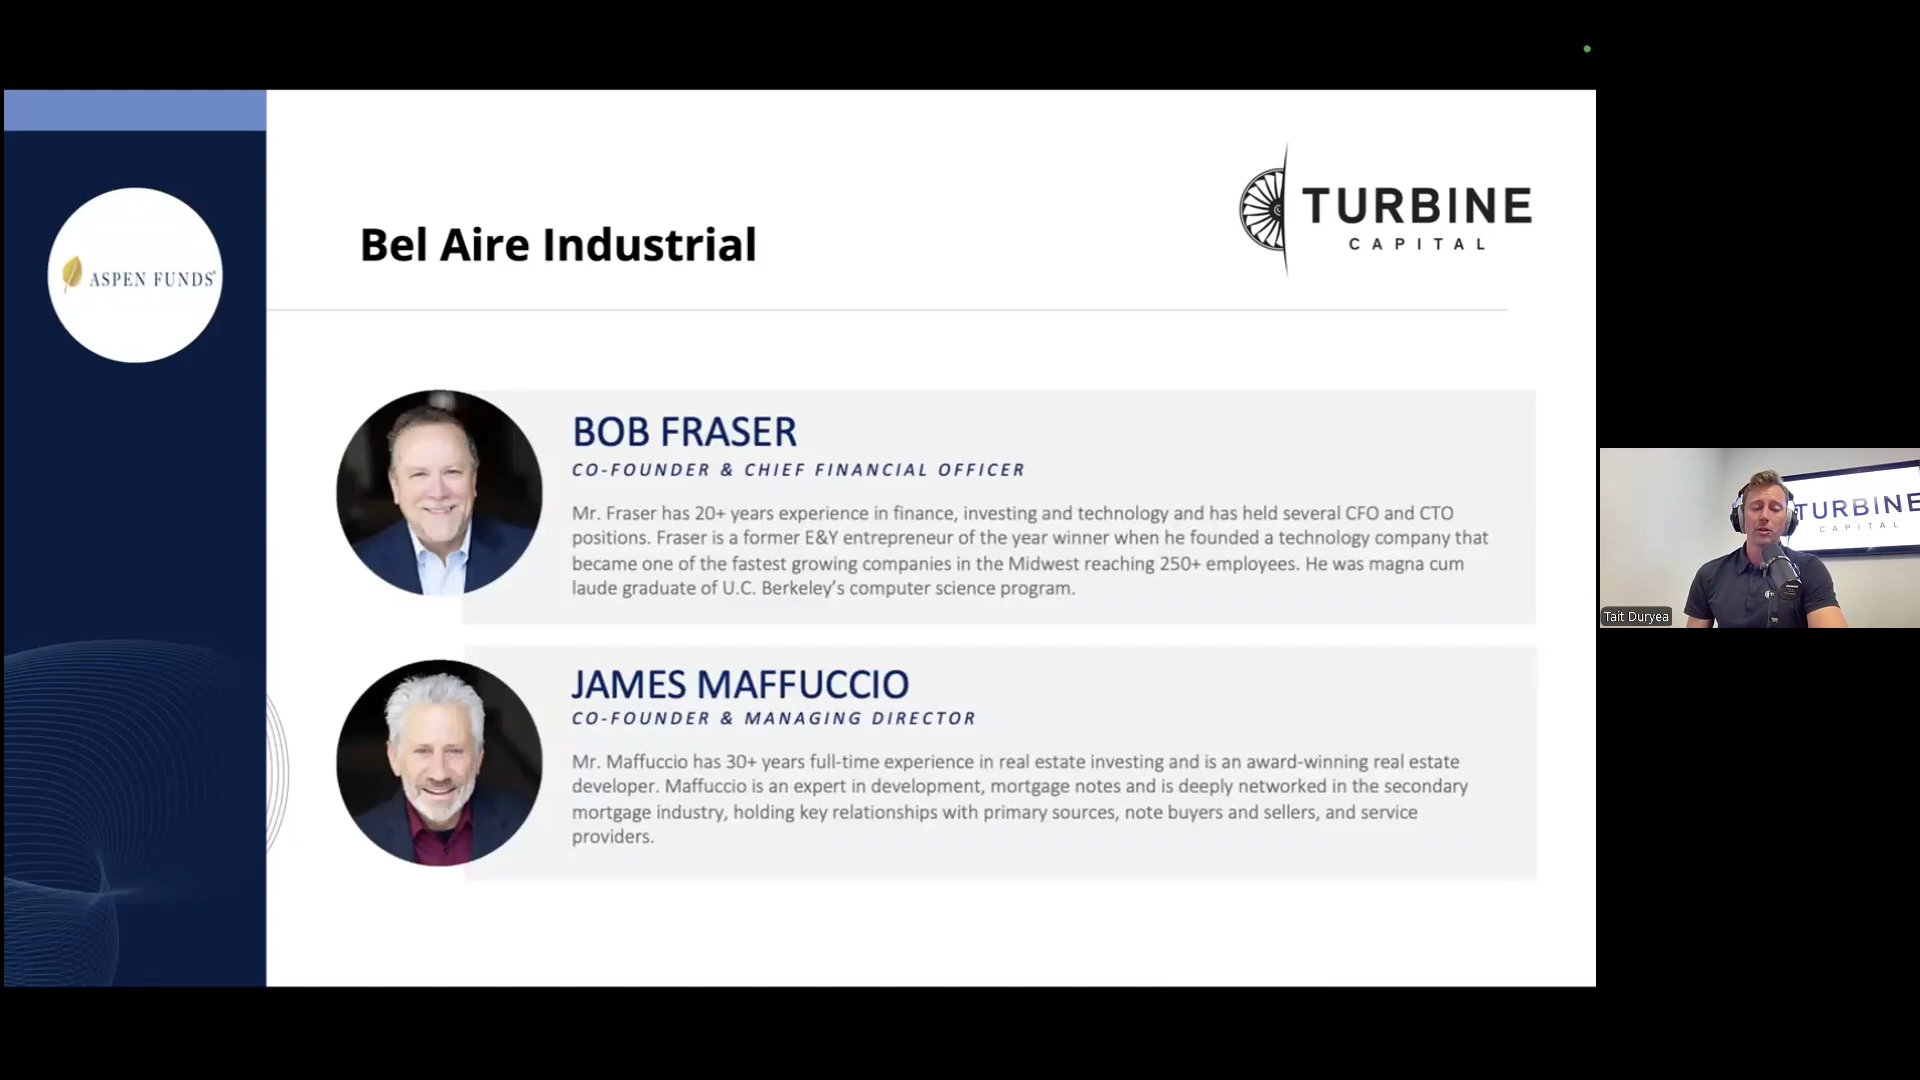 ASPEN FUNDS®
Bel Aire Industrial
TURBINE
CAPITAL
BOB FRASER
CO-FOUNDER & CHIEF FINANCIAL OFFICER
Mr. Fraser has 20+ years experience in finance, investing and technology and has held several CFO and CTO
positions. Fraser is a former E&Y entrepreneur of the year winner when he founded a technology company that
became one of the fastest growing companies in the Midwest reaching 250+ employees. He was magna cum
laude graduate of U.C. Berkeley’s computer science program.
JAMES MAFFUCCIO
CO-FOUNDER & MANAGING DIRECTOR
Mr. Maffuccio has 30+ years full-time experience in real estate investing and is an award-winning real estate
developer. Maffuccio is an expert in development, mortgage notes and is deeply networked in the secondary
mortgage industry, holding key relationships with primary sources, note buyers and sellers, and service
providers.
TURBINE
CAPITAL
Tait Duryea